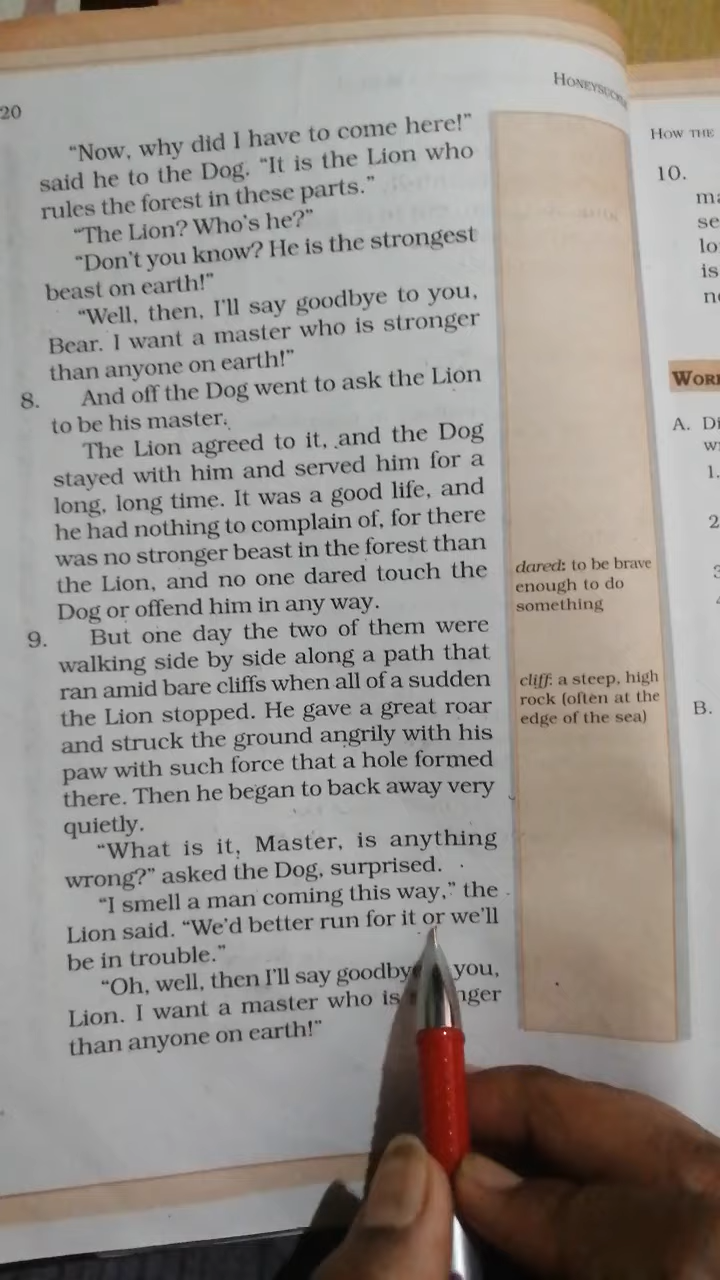 20
HONEYSUCKLE
"Now, why did I have to come here!"
said he to the Dog. "It is the Lion who
rules the forest in these parts."
"The Lion? Who's he?"
"Don't you know? He is the strongest
beast on earth!"
"Well, then, I'll say goodbye to you,
Bear. I want a master who is stronger
than anyone on earth!"
8. And off the Dog went to ask the Lion
to be his master.
The Lion agreed to it, and the Dog
stayed with him and served him for a
long, long time. It was a good life, and
he had nothing to complain of, for there
was no stronger beast in the forest than
the Lion, and no one dared touch the
Dog or offend him in any way.
9. But one day the two of them were
walking side by side along a path that
ran amid bare cliffs when all of a sudden
the Lion stopped. He gave a great roar
and struck the ground angrily with his
paw with such force that a hole formed
there. Then he began to back away very
quietly.
"What is it, Master, is anything
wrong?" asked the Dog, surprised.
"I smell a man coming this way," the
Lion said. "We'd better run for it or we'll
be in trouble."
"Oh, well, then I'll say goodbye you,
Lion. I want a master who is
than anyone on earth!"
dared: to be brave
enough to do
something
cliff: a steep, high
rock (often at the
edge of the sea)
HOW THE
10.
is
A.
1.
2
B.